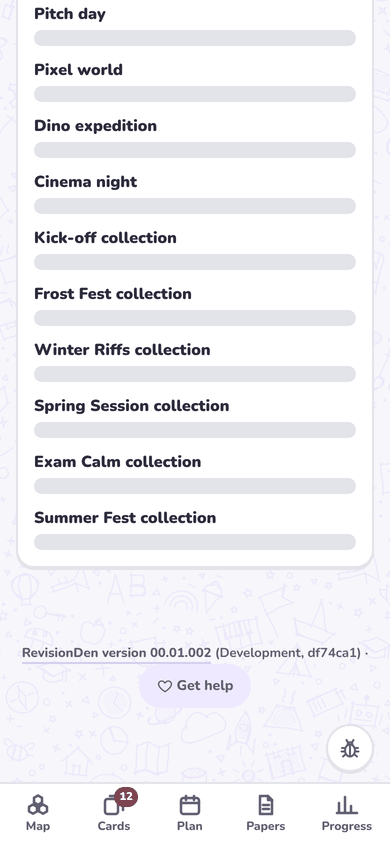 Pitch day
Pixel world
Dino expedition
Cinema night
Kick-off collection
Frost Fest collection
Winter Riffs collection
Spring Session collection
Exam Calm collection
Summer Fest collection
RevisionDen version 00.01.002 (Development, df74ca1) ·
Get help
12
Map Cards Plan Papers Progress